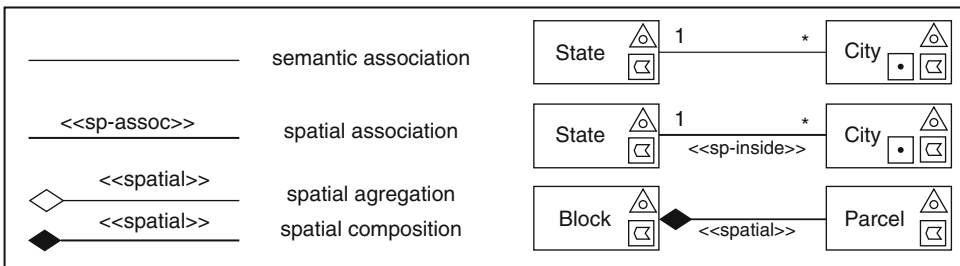 semantic association
<<sp-assoc>>
spatial association
<<spatial>>
spatial agregation
<<spatial>>
spatial composition
State 1 * City
State 1 * City
<<sp-inside>>
Block <<spatial>> Parcel